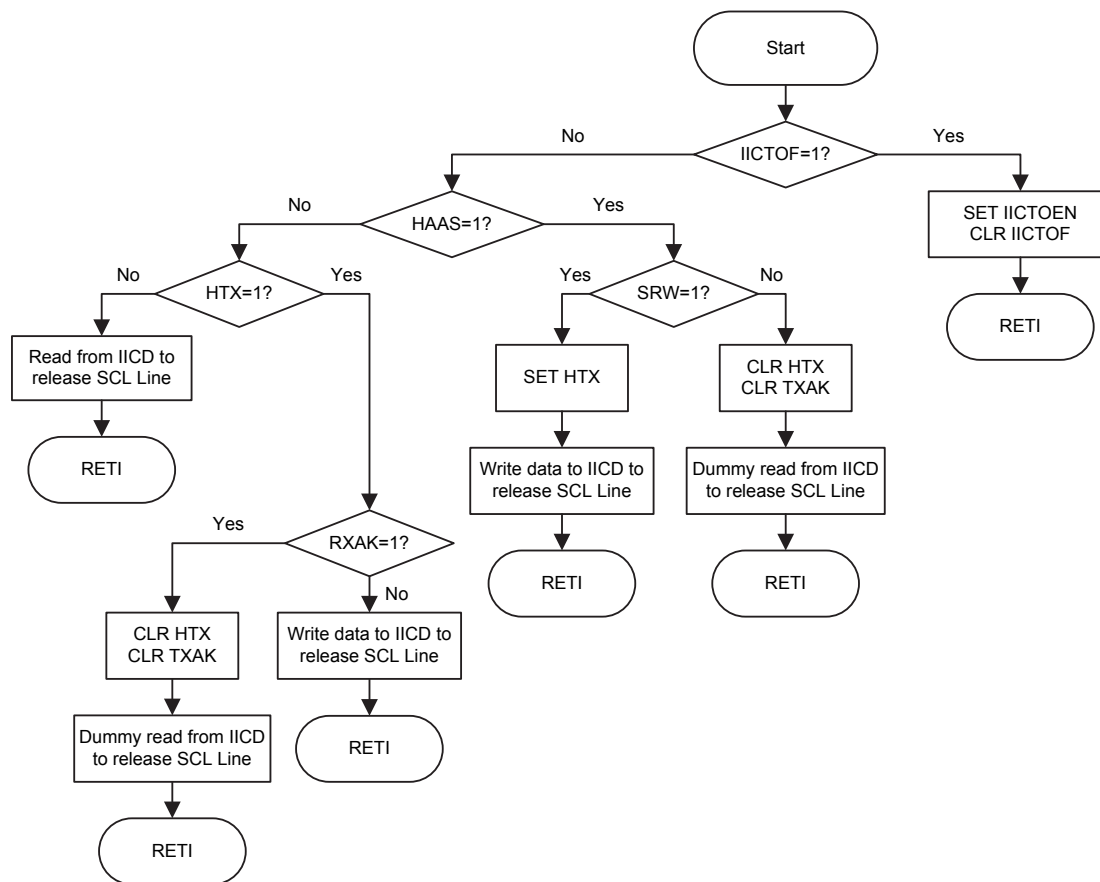 Start
No
Yes
IICTOF=1?
No
Yes
HAAS=1?
SET IICTOEN
CLR IICTOF
No
Yes
HTX=1?
Yes
No
SRW=1?
RETI
Read from IICD to
release SCL Line
SET HTX
CLR HTX
CLR TXAK
RETI
Write data to IICD to
release SCL Line
Dummy read from IICD
to release SCL Line
Yes
RXAK=1?
No
RETI
RETI
CLR HTX
CLR TXAK
Write data to IICD to
release SCL Line
Dummy read from IICD
to release SCL Line
RETI
RETI